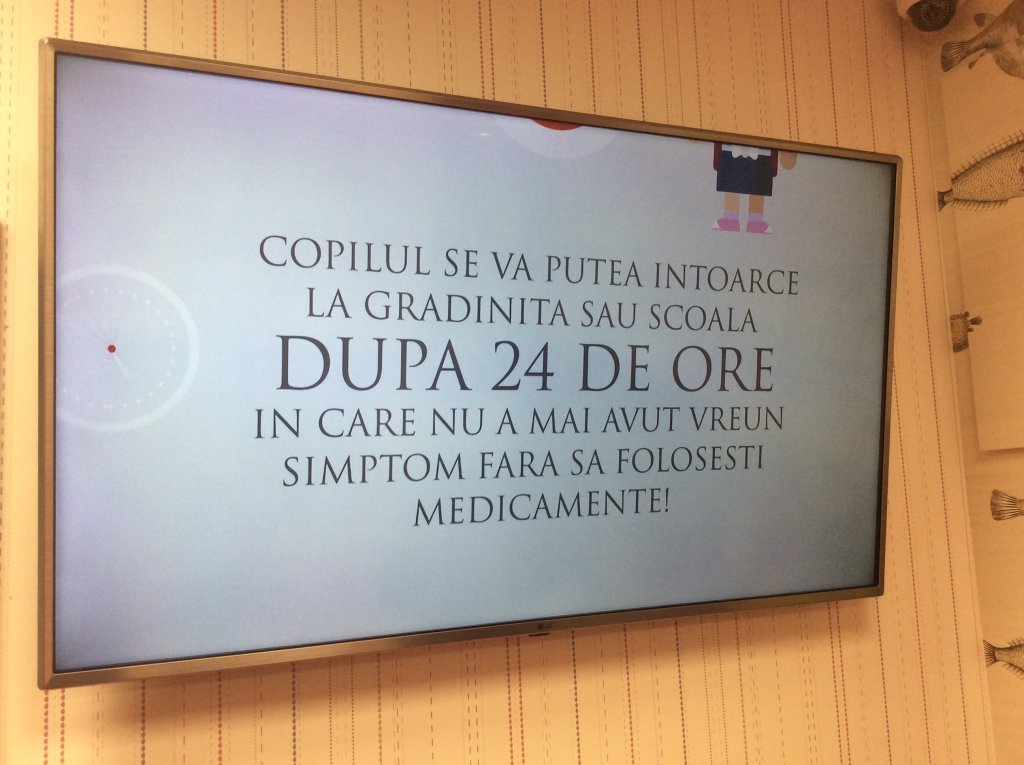 COPILUL SE VA PUTEA INTOARCE
LA GRADINITA SAU SCOALA
DUPA 24 DE ORE
IN CARE NU A MAI AVUT VREUN
SIMPTOM FARA SA FOLOSESTI
MEDICAMENTE!
LG